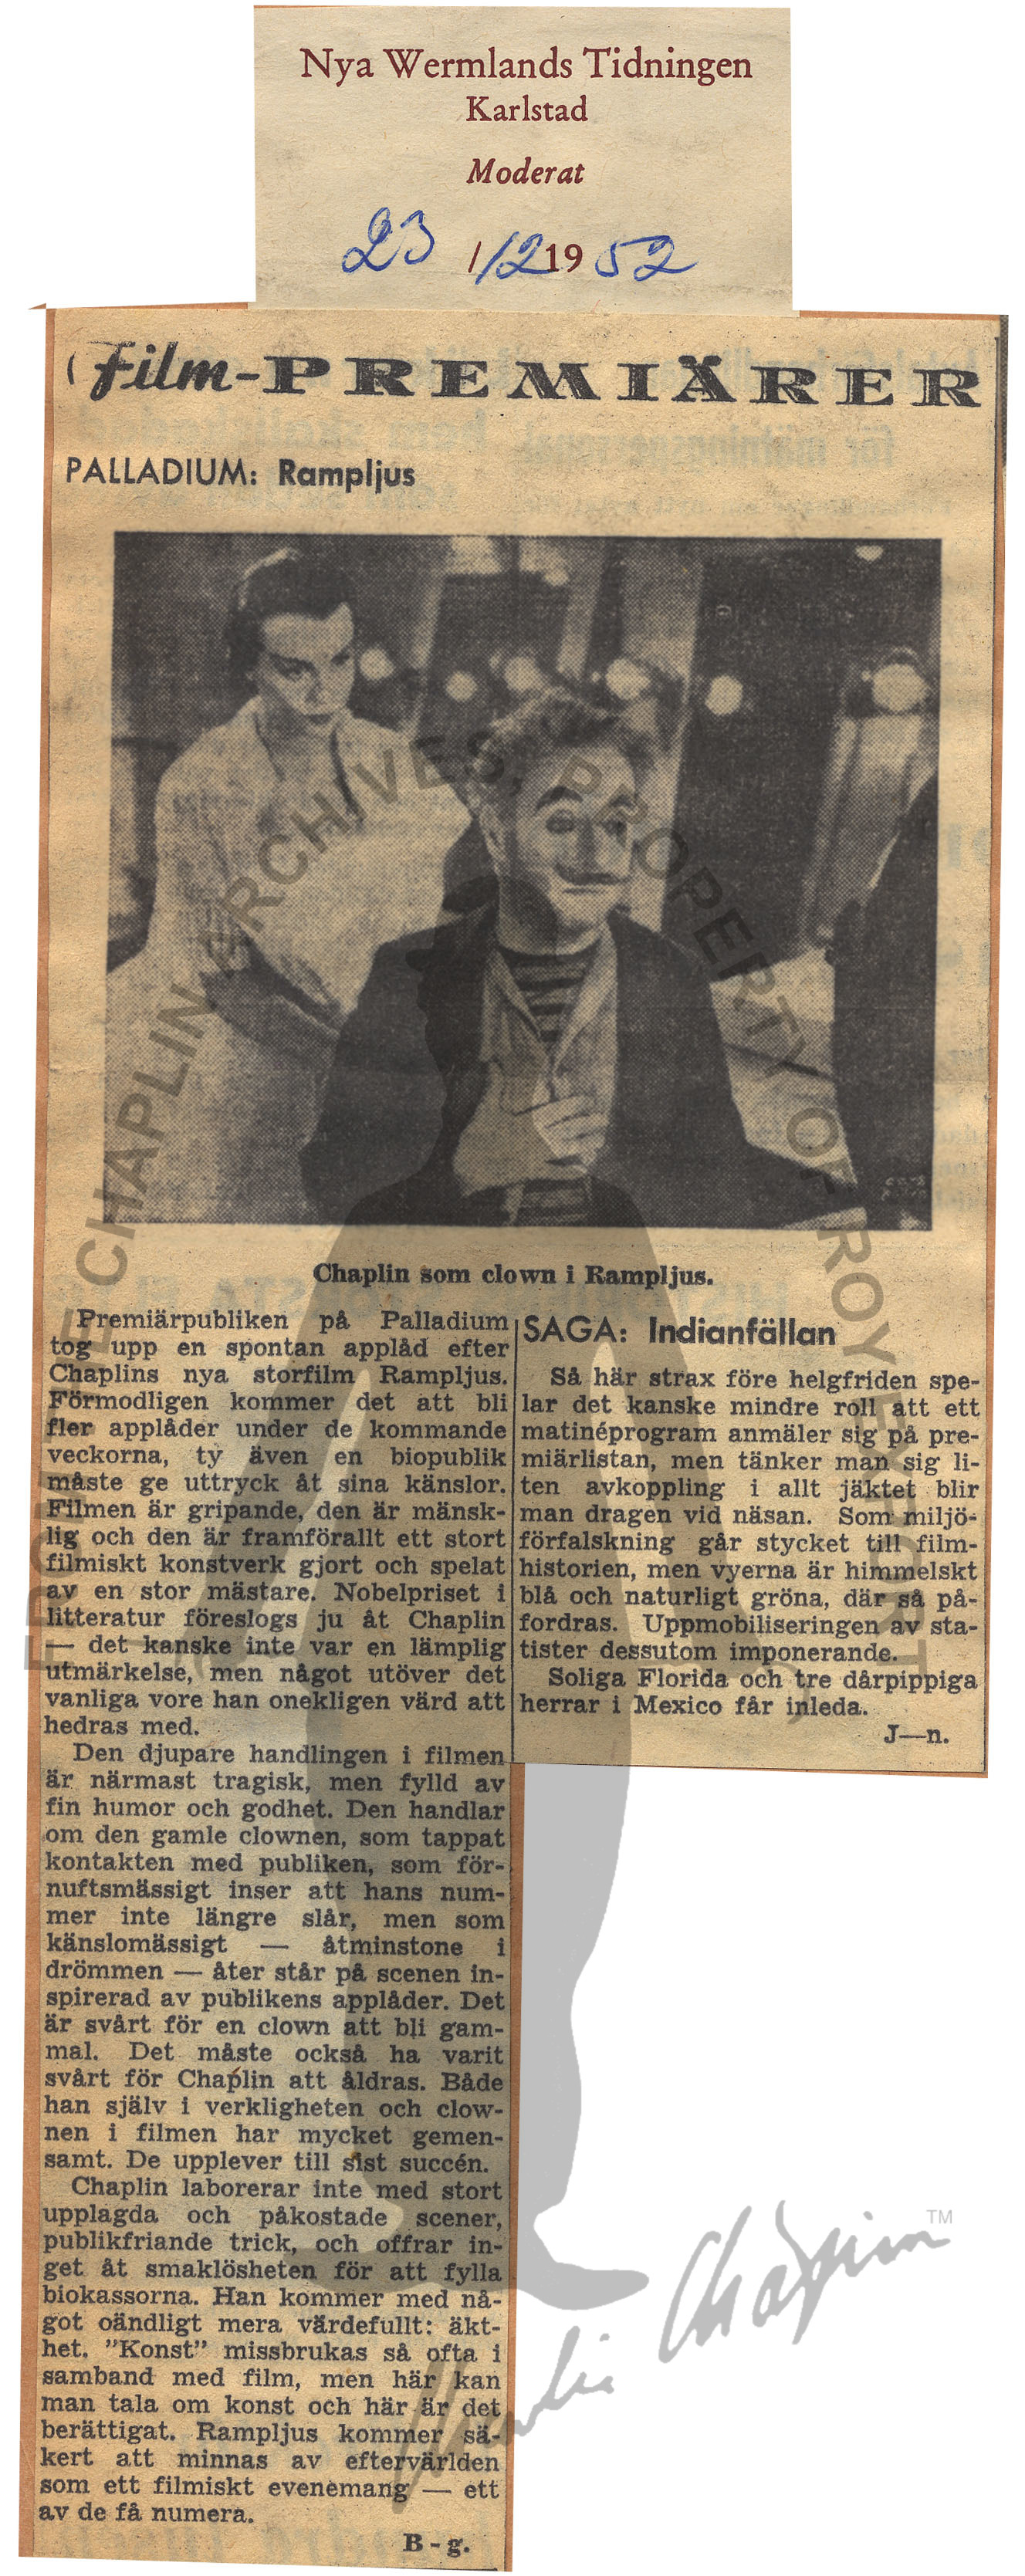 Nya Wermlands Tidningen
Karlstad
Moderat
23 /12 19 52
film-PREMIÄRER
PALLADIUM: Rampljus
Chaplin som clown i Rampljus.
Premiärpubliken på Palladium
tog upp en spontan applåd efter
Chaplins nya storfilm Rampljus.
Förmodligen kommer det att bli
fler applåder under de kommande
veckorna, ty även en biopublik
måste ge uttryck åt sina känslor.
Filmen är gripande, den är mänsk-
lig och den är framförallt ett stort
filmiskt konstverk gjort och spelat
av en stor mästare. Nobelpriset i
litteratur föreslogs ju åt Chaplin
— det kanske inte var en lämplig
utmärkelse, men något utöver det
vanliga vore han onekligen värd att
hedras med.
Den djupare handlingen i filmen
är närmast tragisk, men fylld av
fin humor och godhet. Den handlar
om den gamle clownen, som tappat
kontakten med publiken, som för-
nuftsmässigt inser att hans num-
mer inte längre slår, men som
känslomässigt — åtminstone i
drömmen — åter står på scenen in-
spirerad av publikens applåder. Det
är svårt för en clown att bli gam-
mal. Det måste också ha varit
svårt för Chaplin att åldras. Både
han själv i verkligheten och clow-
nen i filmen har mycket gemen-
samt. De upplever till sist succén.
Chaplin laborerar inte med stort
upplagda och påkostade scener,
publikfriande trick, och offrar in-
get åt smaklösheten för att fylla
biokassorna. Han kommer med nå-
got oändligt mera värdefullt: äkt-
het. ”Konst” missbrukas så ofta i
samband med film, men här kan
man tala om konst och här är det
berättigat. Rampljus kommer sä-
kert att minnas av eftervärlden
som ett filmiskt evenemang — ett
av de få numera.
B-g.
SAGA: Indianfällan
Så här strax före helgfriden spe-
lar det kanske mindre roll att ett
matinéprogram anmäler sig på pre-
miärlistan, men tänker man sig li-
ten avkoppling i allt jäktet blir
man dragen vid näsan. Som miljö-
förfalskning går stycket till film-
historien, men vyerna är himmelskt
blå och naturligt gröna, där så på-
fordras. Uppmobiliseringen av sta-
tister dessutom imponerande.
Soliga Florida och tre dårpippiga
herrar i Mexico får inleda.
J—n.
FROM THE CHAPLIN ARCHIVES, PROPERTY OF ROY EXPORT
Charlie Chaplin TM